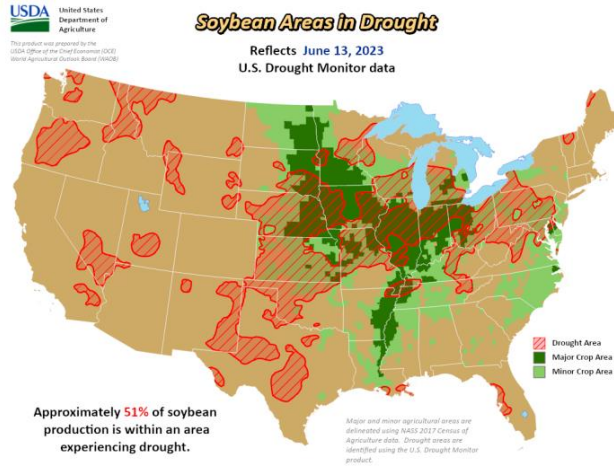 USDA
United States
Department of
Agriculture
This product was prepared by the
USDA Office of the Chief Economist (OCE)
World Agricultural Outlook Board (WAOB)
Soybean Areas in Drought
Reflects June 13, 2023
U.S. Drought Monitor data
Drought Area
Major Crop Area
Minor Crop Area
Approximately 51% of soybean
production is within an area
experiencing drought.
Major and minor agricultural areas are
delineated using NASS 2017 Census of
Agriculture data. Drought areas are
identified using the U.S. Drought Monitor
product.